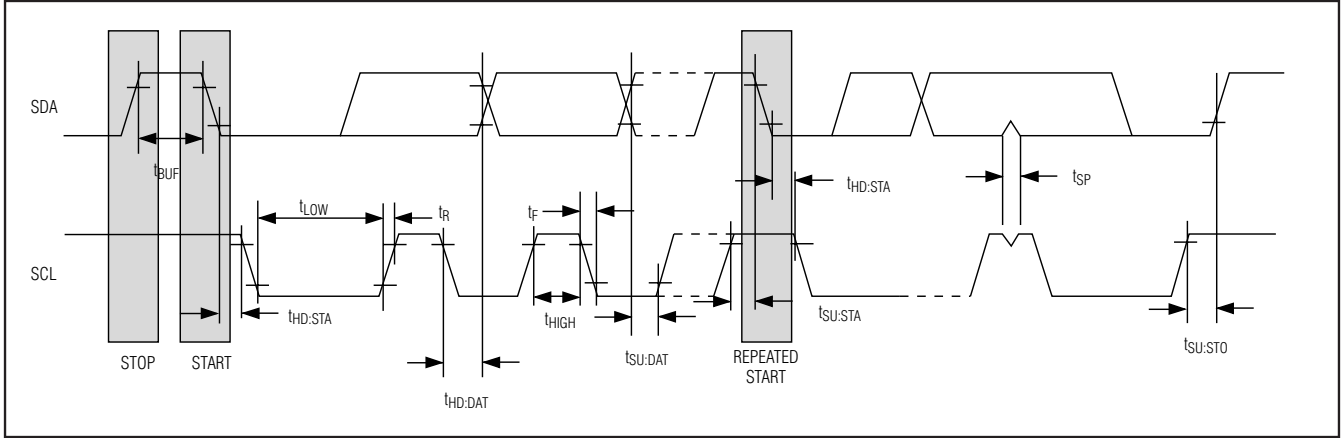 SDA
tBUF
tLOW
tR
tF
tHD:STA
tSP
SCL
tHD:STA
tHIGH
tSU:STA
tSU:DAT
tSU:STO
STOP
START
REPEATED
START
tHD:DAT